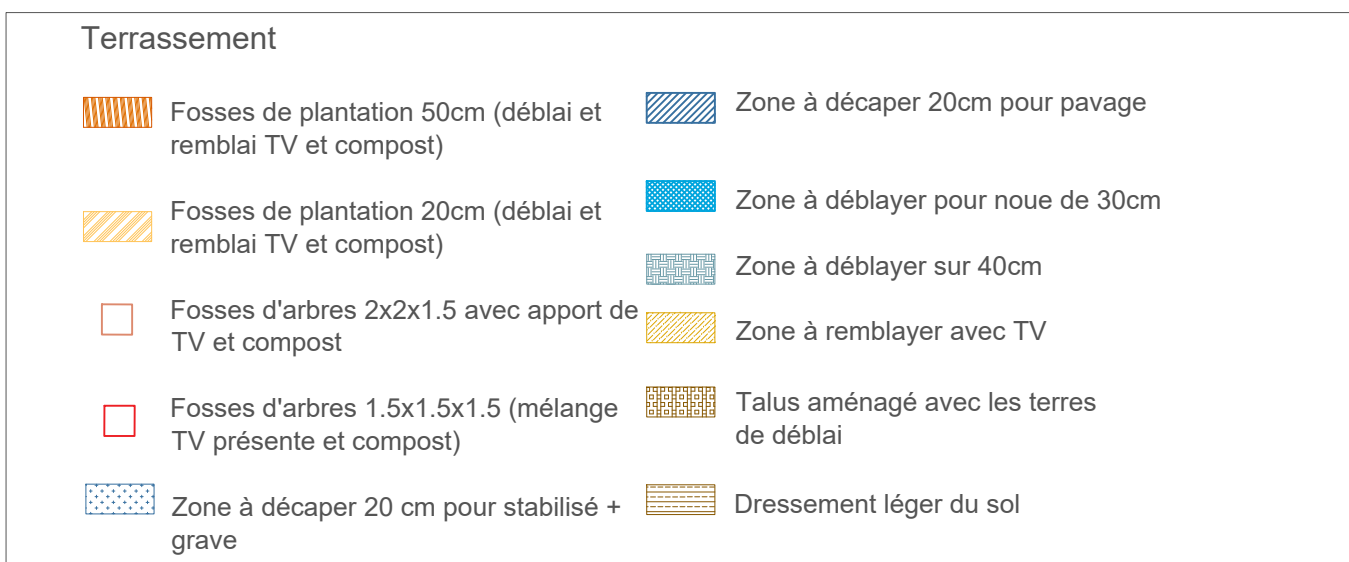 Terrassement
Fosses de plantation 50cm (déblai et
remblai TV et compost)
Fosses de plantation 20cm (déblai et
remblai TV et compost)
Fosses d'arbres 2x2x1.5 avec apport de
TV et compost
Fosses d'arbres 1.5x1.5x1.5 (mélange
TV présente et compost)
Zone à décaper 20 cm pour stabilisé +
grave
Zone à décaper 20cm pour pavage
Zone à déblayer pour noue de 30cm
Zone à déblayer sur 40cm
Zone à remblayer avec TV
Talus aménagé avec les terres
de déblai
Dressement léger du sol